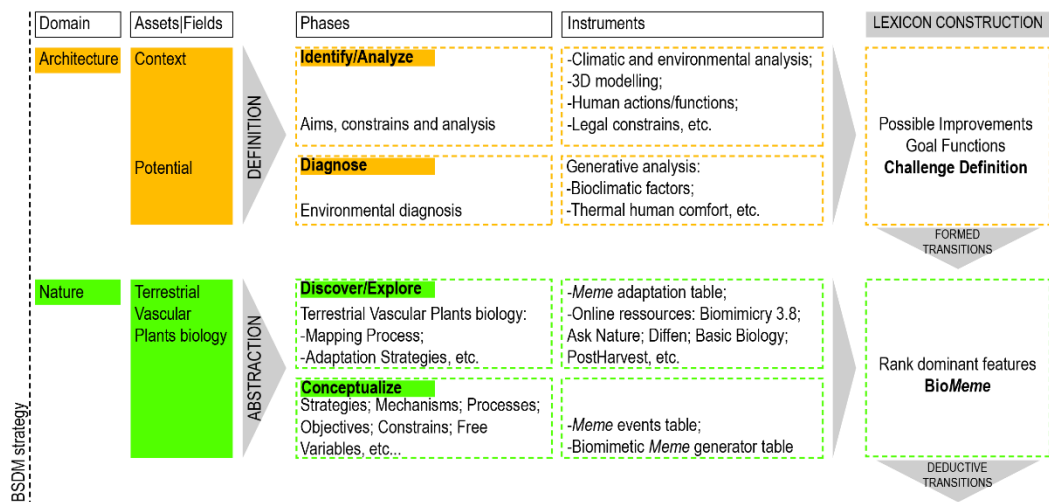 Domain
Assets|Fields
Phases
Instruments
LEXICON CONSTRUCTION
Architecture
Context
Potential
DEFINITION
Identify/Analyze
Aims, constrains and analysis
-Climatic and environmental analysis;
-3D modelling;
-Human actions/functions;
-Legal constrains, etc.
Diagnose
Environmental diagnosis
Generative analysis:
-Bioclimatic factors;
-Thermal human comfort, etc.
Possible Improvements
Goal Functions
Challenge Definition
FORMED
TRANSITIONS
Nature
Terrestrial
Vascular
Plants biology
ABSTRACTION
Discover/Explore
Terrestrial Vascular Plants biology:
-Mapping Process;
-Adaptation Strategies, etc.
-Meme adaptation table;
-Online ressources: Biomimicry 3.8;
Ask Nature; Diffen; Basic Biology;
PostHarvest, etc.
Conceptualize
Strategies; Mechanisms; Processes;
Objectives; Constrains; Free
Variables, etc...
-Meme events table;
-Biomimetic Meme generator table
Rank dominant features
BioMeme
DEDUCTIVE
TRANSITIONS
BSDM strategy